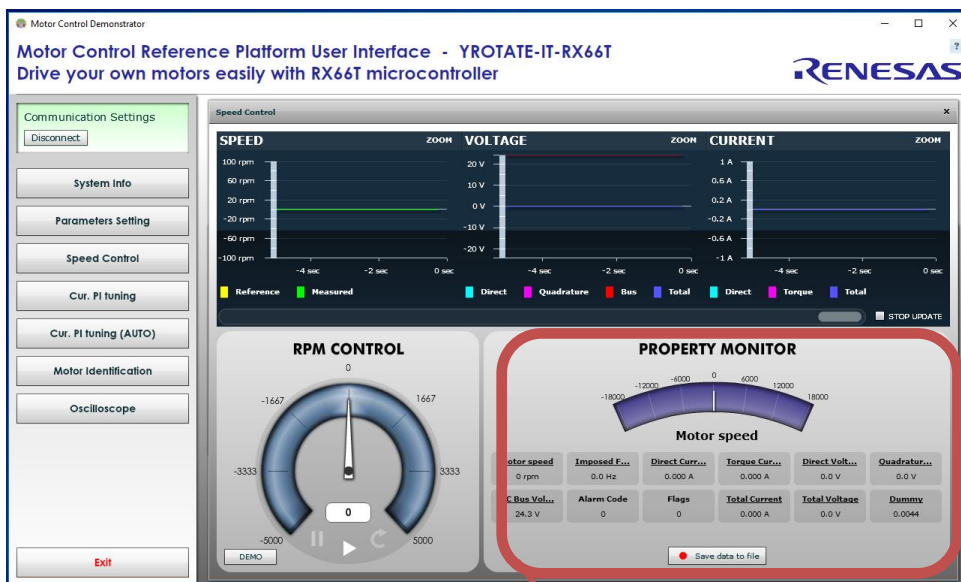 Motor Control Demonstrator
Motor Control Reference Platform User Interface - YROTATE-IT-RX66T
Drive your own motors easily with RX66T microcontroller
?
RENESAS
Communication Settings
Disconnect
System Info
Parameters Setting
Speed Control
Cur. PI tuning
Cur. PI tuning (AUTO)
Motor Identification
Oscilloscope
Exit
Speed Control
SPEED ZOOM
100 rpm
60 rpm
20 rpm
-20 rpm
-60 rpm
-100 rpm
-4 sec -2 sec 0 sec
Reference Measured
VOLTAGE ZOOM
20 V
10 V
0 V
-10 V
-20 V
-4 sec -2 sec 0 sec
Direct Quadrature Bus Total
CURRENT ZOOM
1 A
0.6 A
0.2 A
-0.2 A
-0.6 A
-1 A
-4 sec -2 sec 0 sec
Direct Torque Total
STOP UPDATE
RPM CONTROL
0
-1667 1667
-3333 3333
0
-5000 5000
DEMO
PROPERTY MONITOR
-18000 -12000 -6000 0 6000 12000 18000
Motor speed
otor speed Imposed F... Direct Curr... Torque Cur... Direct Volt... Quadratur...
0 rpm 0.0 Hz 0.000 A 0.000 A 0.0 V 0.0 V
C Bus Vol... Alarm Code Flags Total Current Total Voltage Dummy
24.3 V 0 0 0.000 A 0.0 V 0.0044
Save data to file